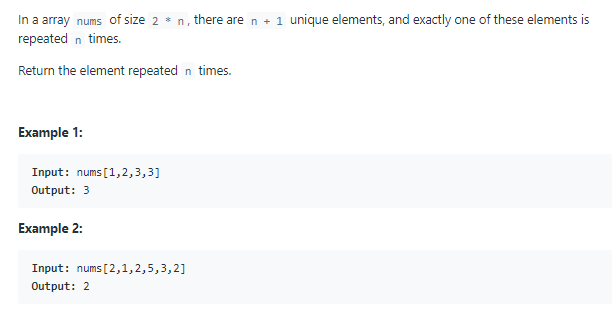 In a array nums of size 2 * n, there are n + 1 unique elements, and exactly one of these elements is
repeated n times.
Return the element repeated n times.
Example 1:
Input: nums[1,2,3,3]
Output: 3
Example 2:
Input: nums[2,1,2,5,3,2]
Output: 2